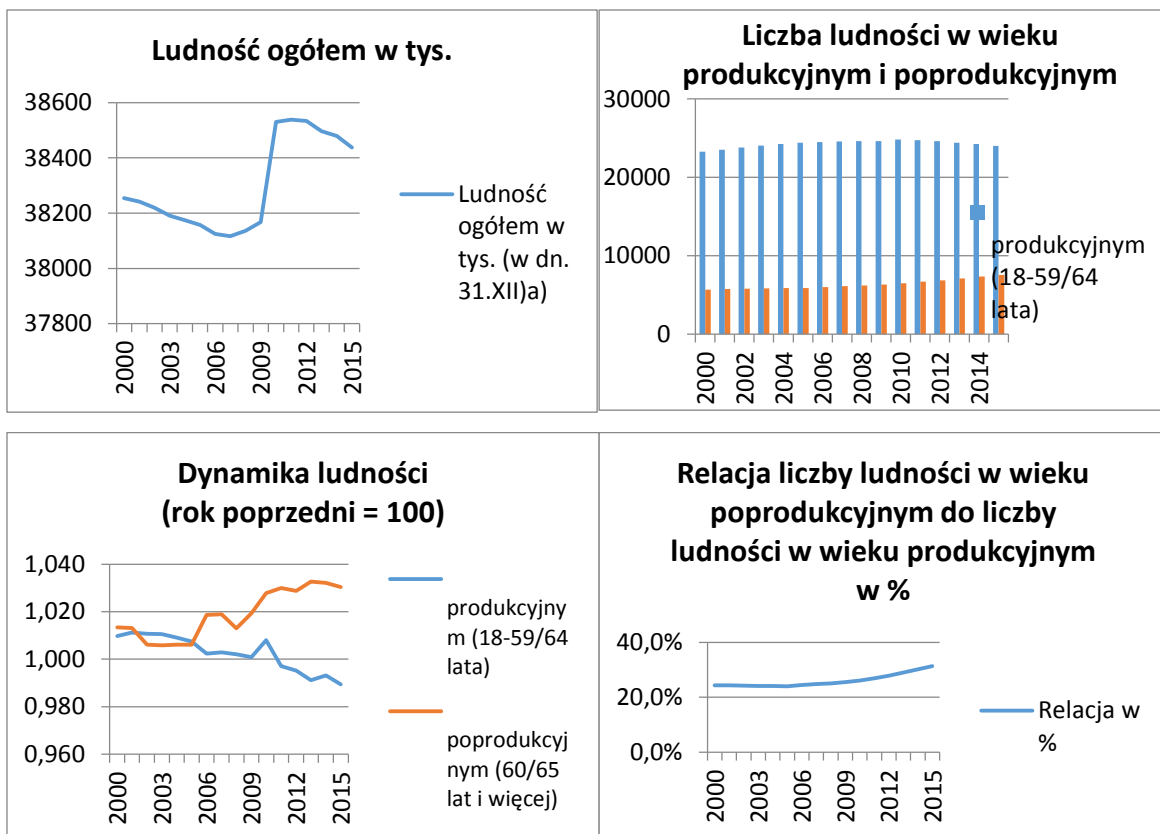 Ludność ogółem w tys.
38600
38400
38200
38000
37800
2000
2003
2006
2009
2012
2015
Ludność
ogółem w
tys. (w dn.
31.XII)a)
Liczba ludności w wieku
produkcyjnym i poprodukcyjnym
30000
20000
10000
0
2000
2002
2004
2006
2008
2010
2012
2014
produkcyjnym
(18-59/64
lata)
Dynamika ludności
(rok poprzedni = 100)
1,040
1,020
1,000
0,980
0,960
2000
2003
2006
2009
2012
2015
produkcyjny
m (18-59/64
lata)
poprodukcyj
nym (60/65
lat i więcej)
Relacja liczby ludności w wieku
poprodukcyjnym do liczby
ludności w wieku produkcyjnym
w %
40,0%
20,0%
0,0%
2000
2003
2006
2009
2012
2015
Relacja w
%